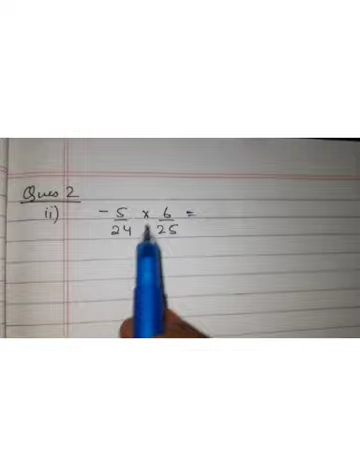 Ques 2
ii) - 5/24 × 6/25 =